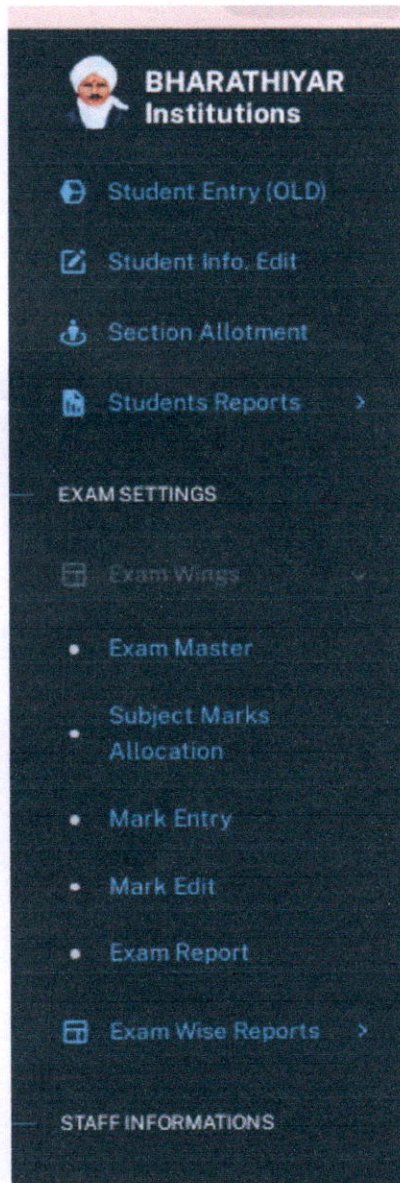 BHARATHIYAR
Institutions
Student Entry (OLD)
Student Info. Edit
Section Allotment
Students Reports
EXAM SETTINGS
Exam Wings
Exam Master
Subject Marks
Allocation
Mark Entry
Mark Edit
Exam Report
Exam Wise Reports
STAFF INFORMATIONS